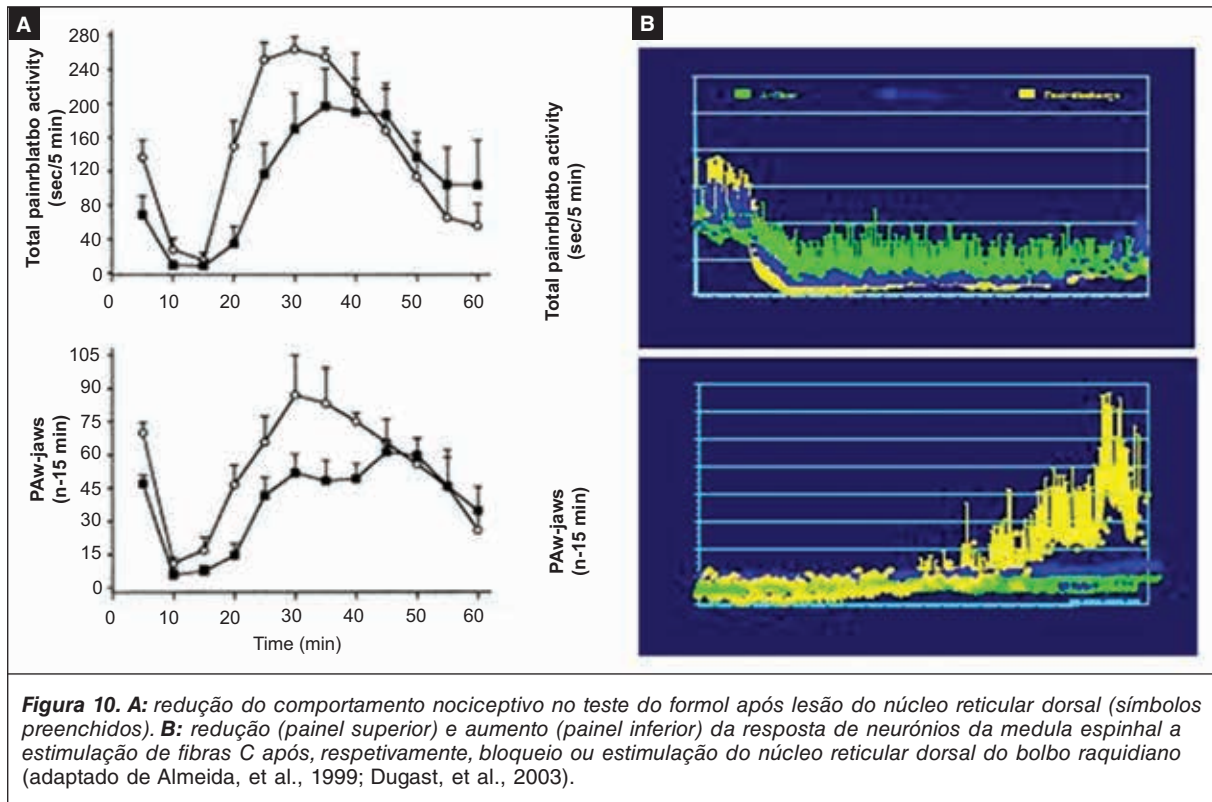 A
280
240
200
160
120
80
40
0
Total painrblatbo activity
(sec/5 min)
0 10 20 30 40 50 60
105
90
75
60
45
30
15
0
PAw-jaws
(n-15 min)
0 10 20 30 40 50 60
Time (min)
B
Total painrblatbo activity
(sec/5 min)
PAw-jaws
(n-15 min)
Figura 10. A: redução do comportamento nociceptivo no teste do formol após lesão do núcleo reticular dorsal (símbolos
preenchidos). B: redução (painel superior) e aumento (painel inferior) da resposta de neurónios da medula espinhal a
estimulação de fibras C após, respetivamente, bloqueio ou estimulação do núcleo reticular dorsal do bolbo raquidiano
(adaptado de Almeida, et al., 1999; Dugast, et al., 2003).